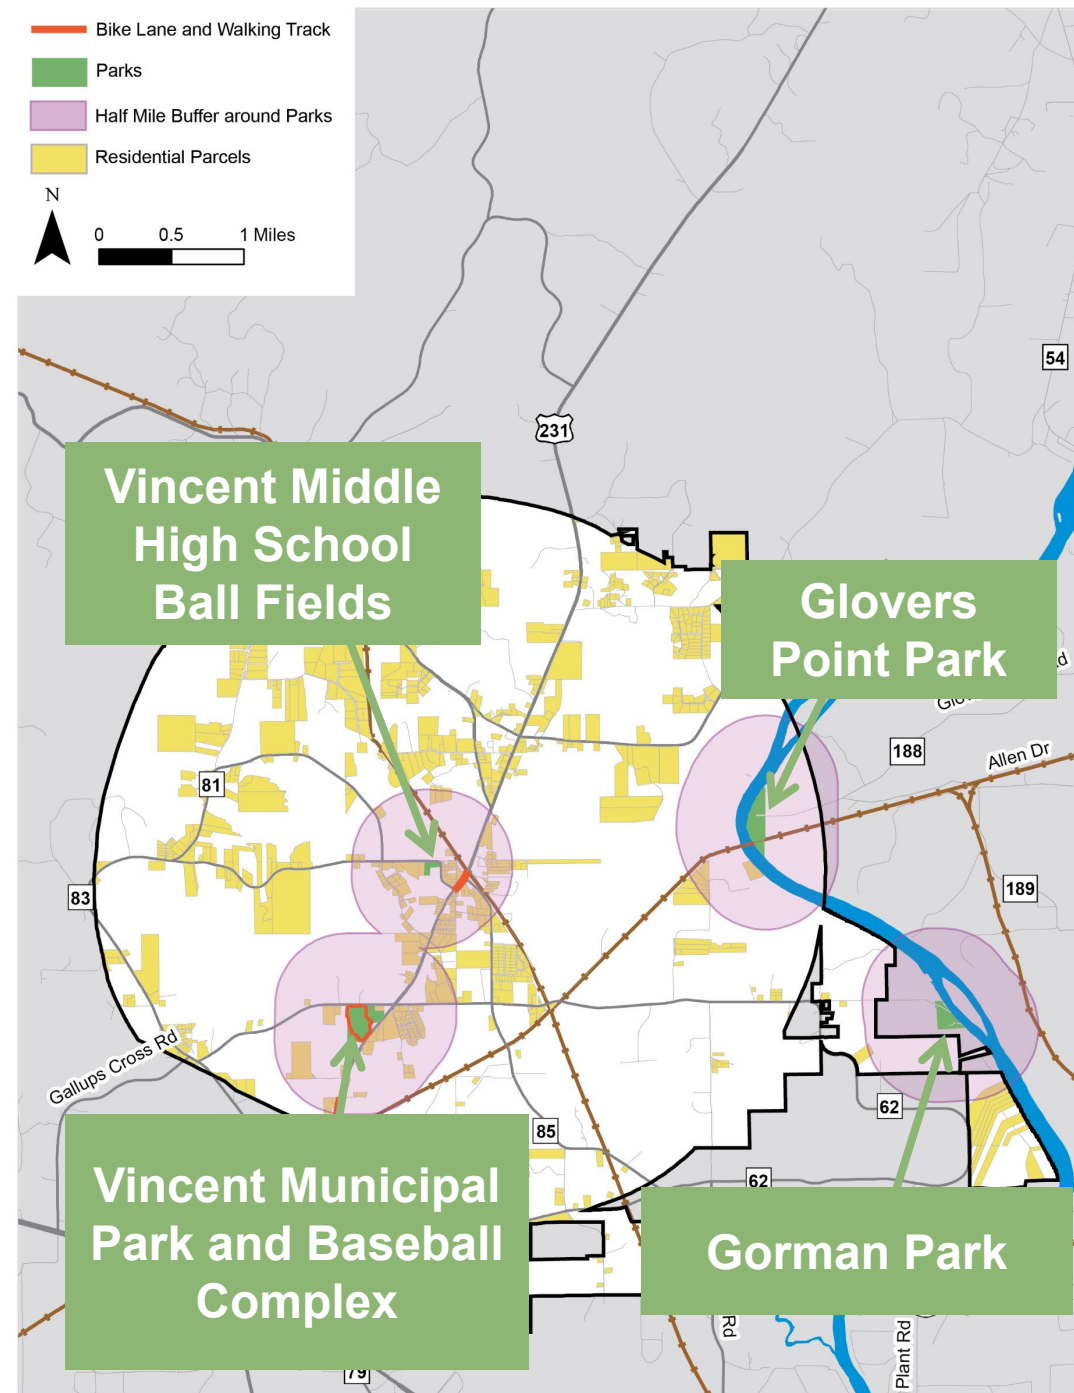 Bike Lane and Walking Track
Parks
Half Mile Buffer around Parks
Residential Parcels
N
0 0.5 1 Miles
54
231
Vincent Middle
High School
Ball Fields
Glovers
Point Park
188
Allen Dr
81
83
189
Gallups Cross Rd
62
85
62
Vincent Municipal
Park and Baseball
Complex
Gorman Park
Rd
Plant Rd
79